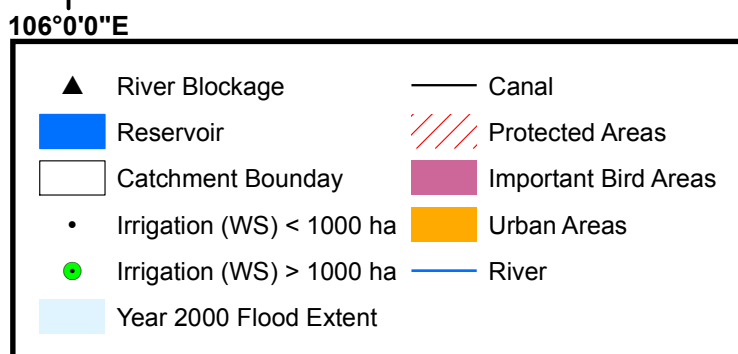 106°0'0"E
River Blockage
Reservoir
Catchment Bounday
Irrigation (WS) < 1000 ha
Irrigation (WS) > 1000 ha
Year 2000 Flood Extent
Canal
Protected Areas
Important Bird Areas
Urban Areas
River